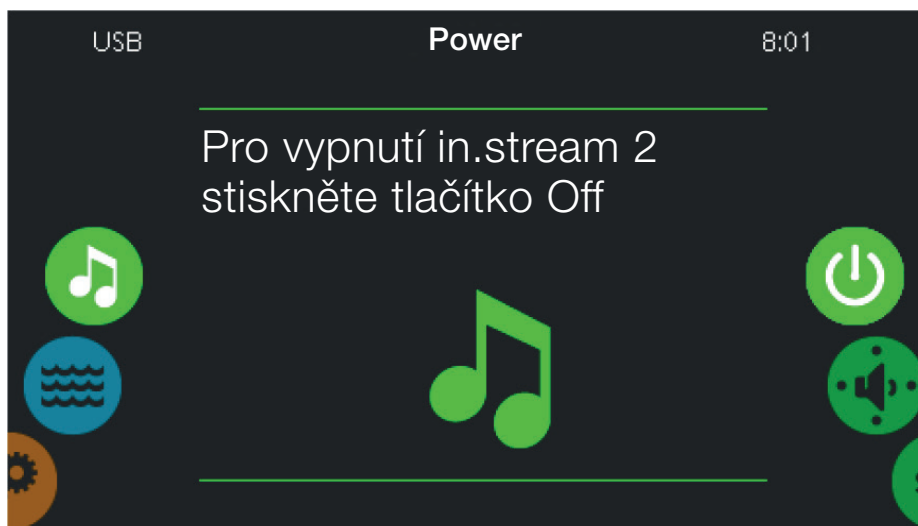 USB Power 8:01
Pro vypnutí in.stream 2
stiskněte tlačítko Off